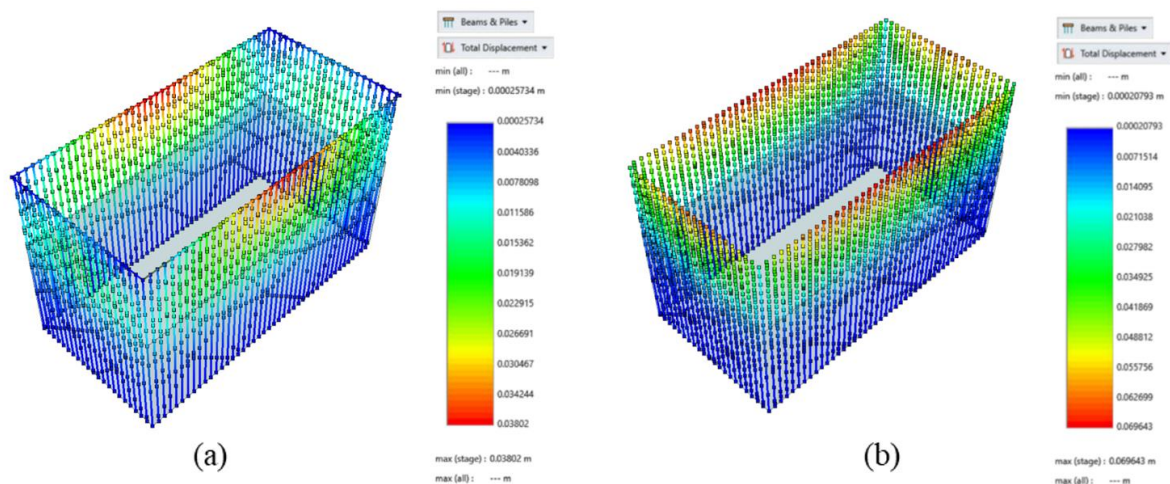 Beams & Piles
Total Displacement
min (all) : --- m
min (stage) : 0.00025734 m
0.00025734
0.0040336
0.0078098
0.011586
0.015362
0.019139
0.022915
0.026691
0.030467
0.034244
0.03802
max (stage) : 0.03802 m
max (all) : --- m
(a)
Beams & Piles
Total Displacement
min (all) : --- m
min (stage) : 0.00020793 m
0.00020793
0.0071514
0.014095
0.021038
0.027982
0.034925
0.041869
0.048812
0.055756
0.062699
0.069643
max (stage) : 0.069643 m
max (all) : --- m
(b)